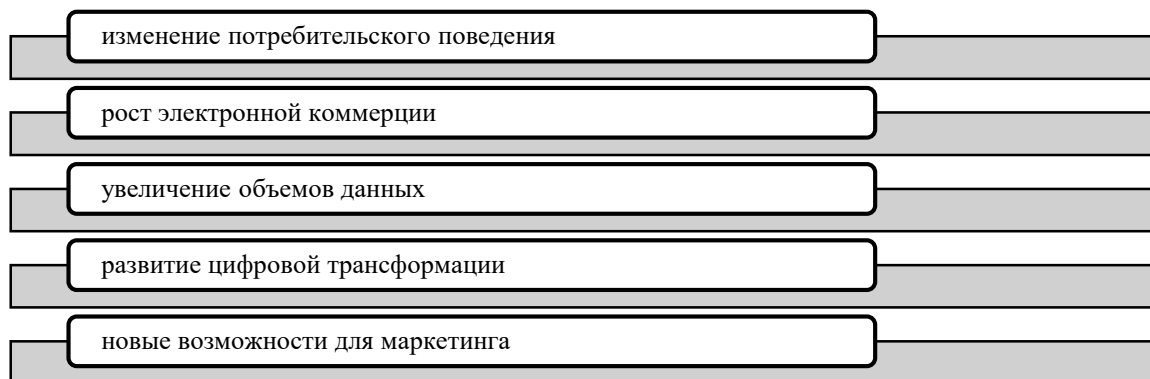 изменение потребительского поведения
рост электронной коммерции
увеличение объемов данных
развитие цифровой трансформации
новые возможности для маркетинга